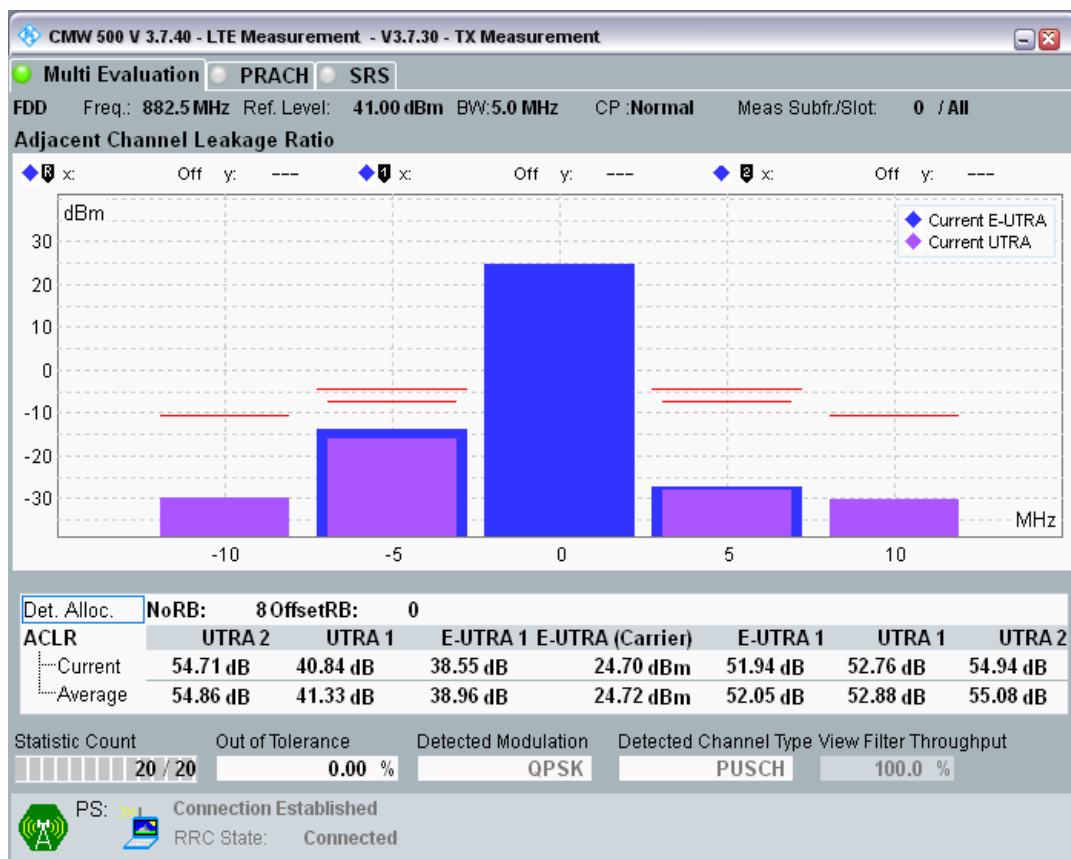 CMW 500 V 3.7.40 - LTE Measurement - V3.7.30 - TX Measurement
Multi Evaluation PRACH SRS
FDD Freq.: 882.5 MHz Ref. Level: 41.00 dBm BW:5.0 MHz CP :Normal Meas Subfr./Slot: 0 / All
Adjacent Channel Leakage Ratio
R x: Off y: --- 1 x: Off y: --- 2 x: Off y: ---
dBm
Current E-UTRA
Current UTRA
30
20
10
0
-10
-20
-30
MHz
-10 -5 0 5 10
Det. Alloc. NoRB: 8 OffsetRB: 0
ACLR UTRA 2 UTRA 1 E-UTRA 1 E-UTRA (Carrier) E-UTRA 1 UTRA 1 UTRA 2
Current 54.71 dB 40.84 dB 38.55 dB 24.70 dBm 51.94 dB 52.76 dB 54.94 dB
Average 54.86 dB 41.33 dB 38.96 dB 24.72 dBm 52.05 dB 52.88 dB 55.08 dB
Statistic Count Out of Tolerance Detected Modulation Detected Channel Type View Filter Throughput
20 / 20 0.00 % QPSK PUSCH 100.0 %
PS: Connection Established
RRC State: Connected